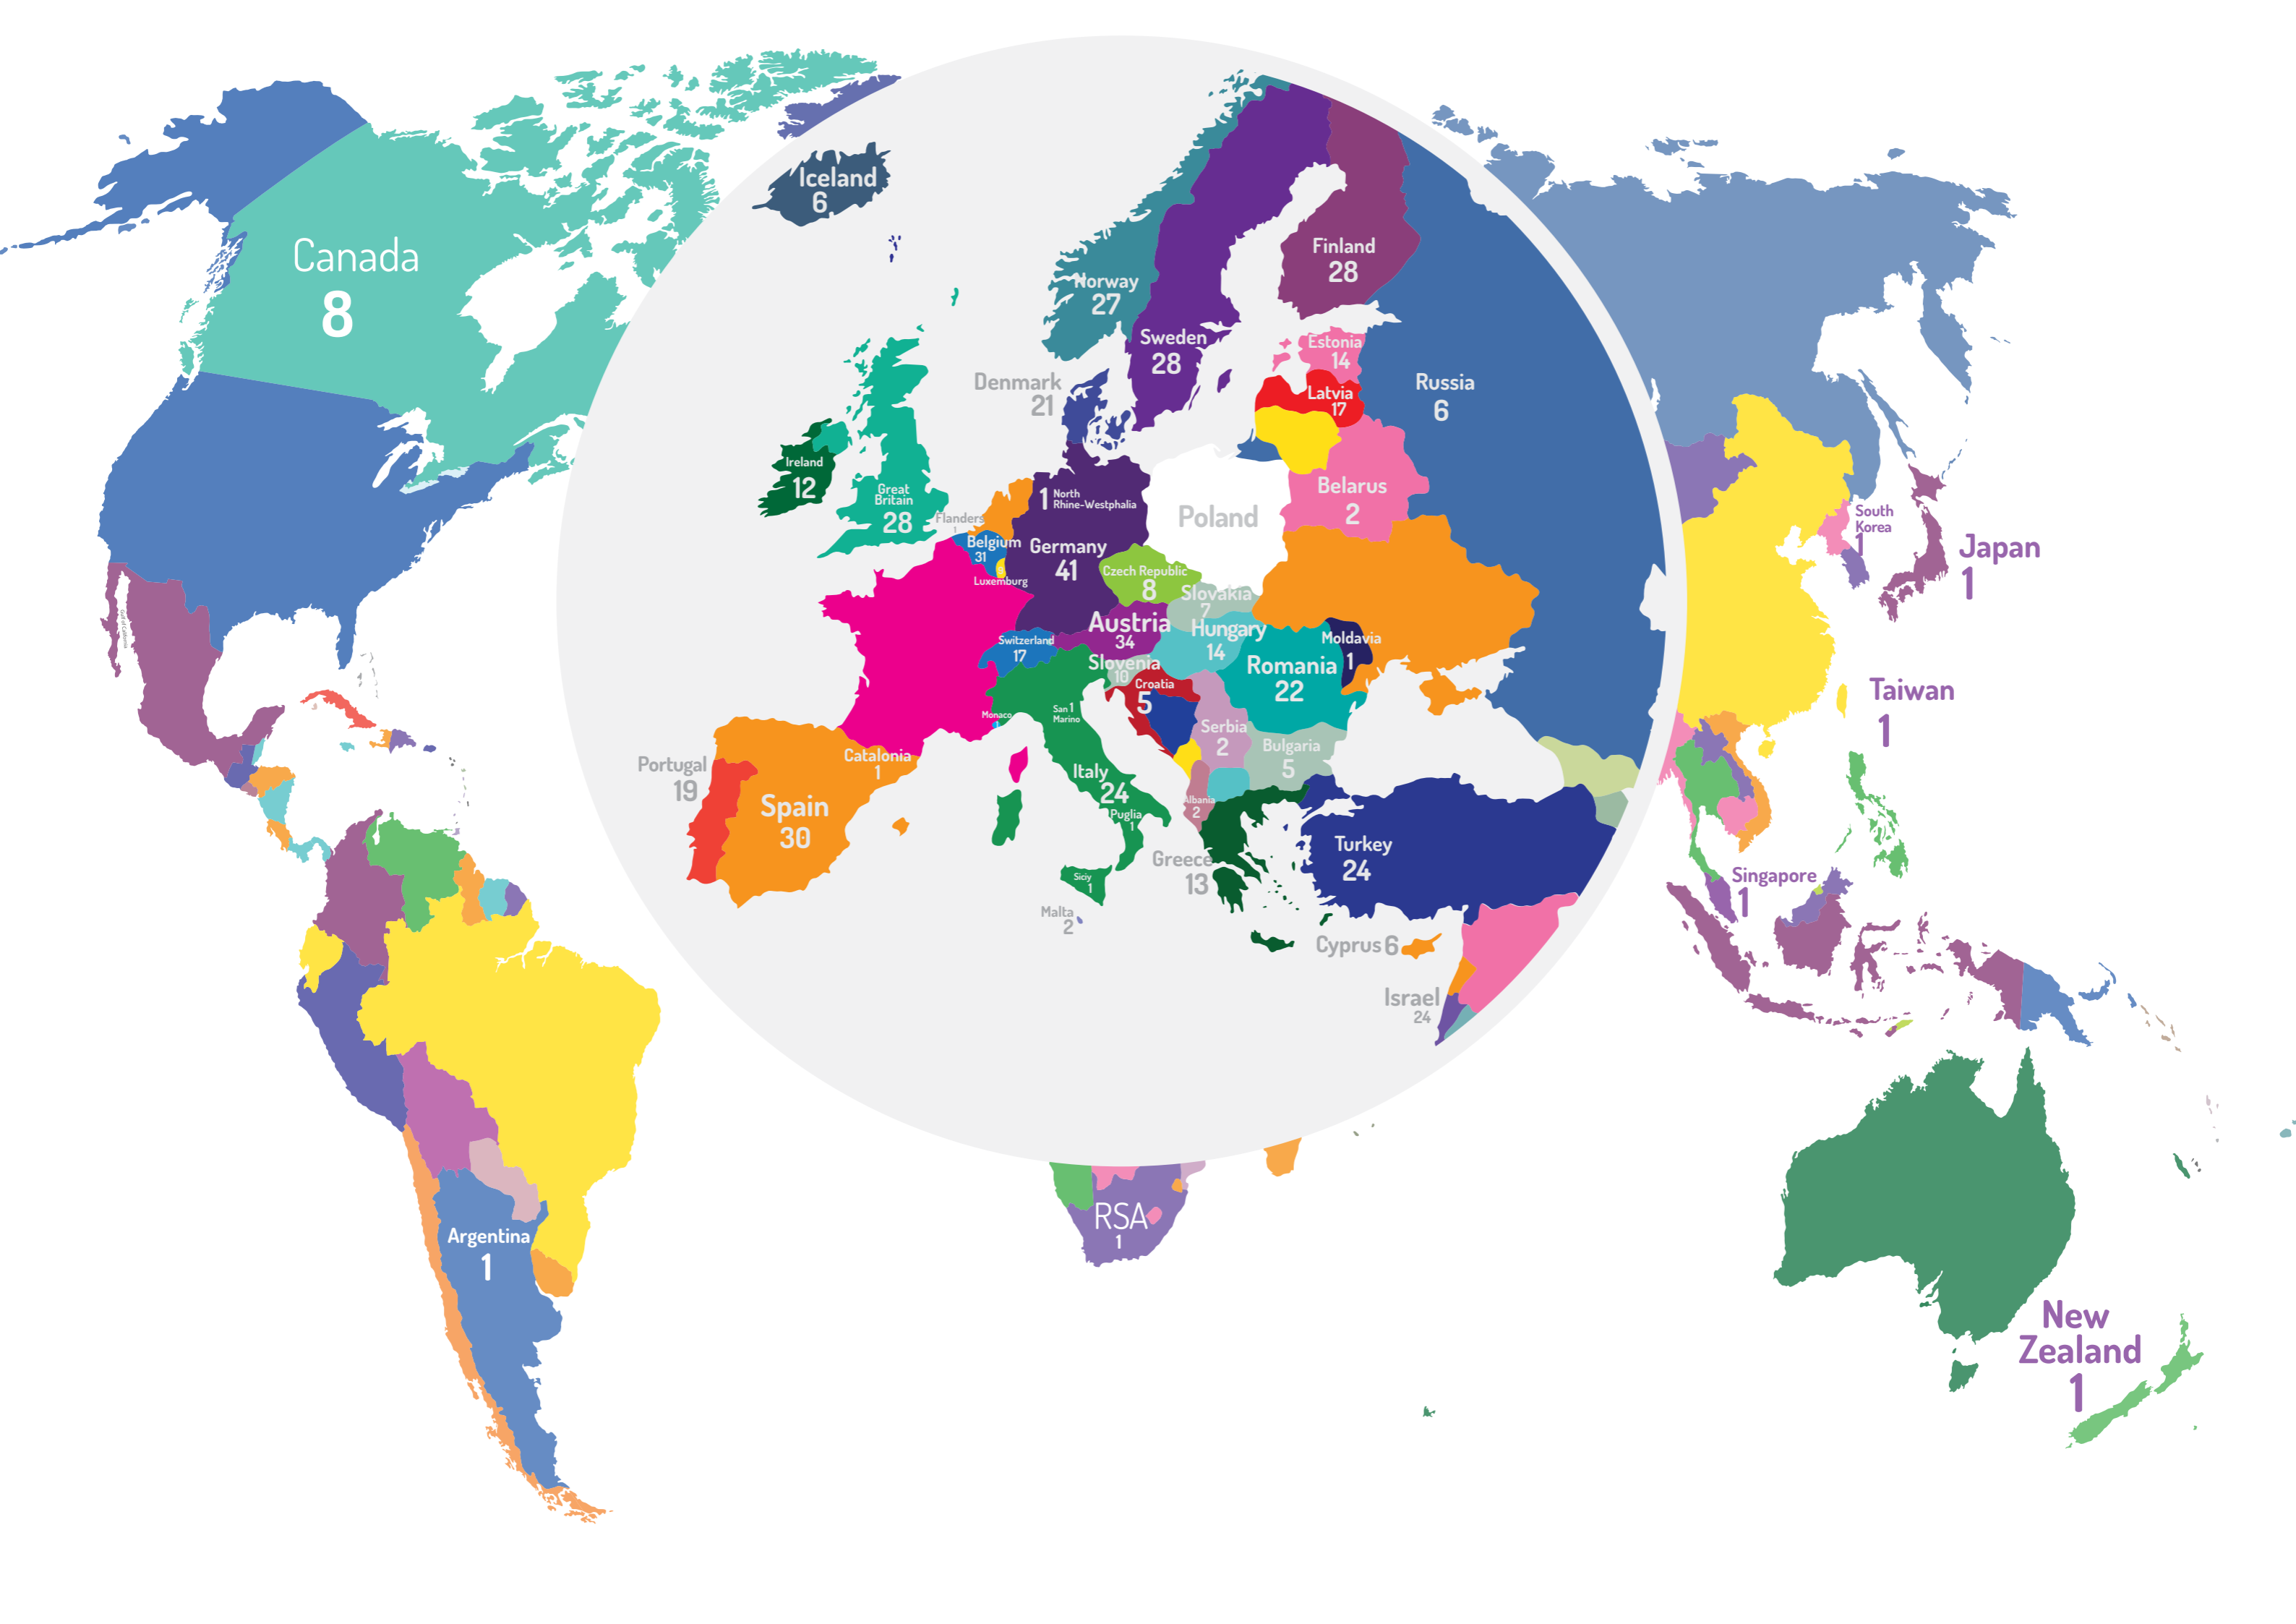 Iceland
6
Canada
8
Finland
28
Norway
27
Sweden
28
Estonia
14
Denmark
21
Latvia
17
Russia
6
Ireland
12
Great
Britain
28
Belarus
2
1 North
Rhine-Westphalia
Flanders
1
Poland
South
Korea
1
Japan
1
Belgium
31
Germany
41
Luxemburg
Czech Republic
8
Slovakia
7
Austria
34
Hungary
14
Switzerland
17
Moldavia
1
Slovenia
10
Romania
22
Croatia
5
Taiwan
1
Monaco
1
San 1
Marino
Serbia
2
Bulgaria
5
Catalonia
1
Portugal
19
Italy
24
Spain
30
Albania
2
Puglia
1
Turkey
24
Greece
13
Siciy
1
Singapore
1
Malta
2
Cyprus 6
Israel
24
RSA
1
Argentina
1
New
Zealand
1